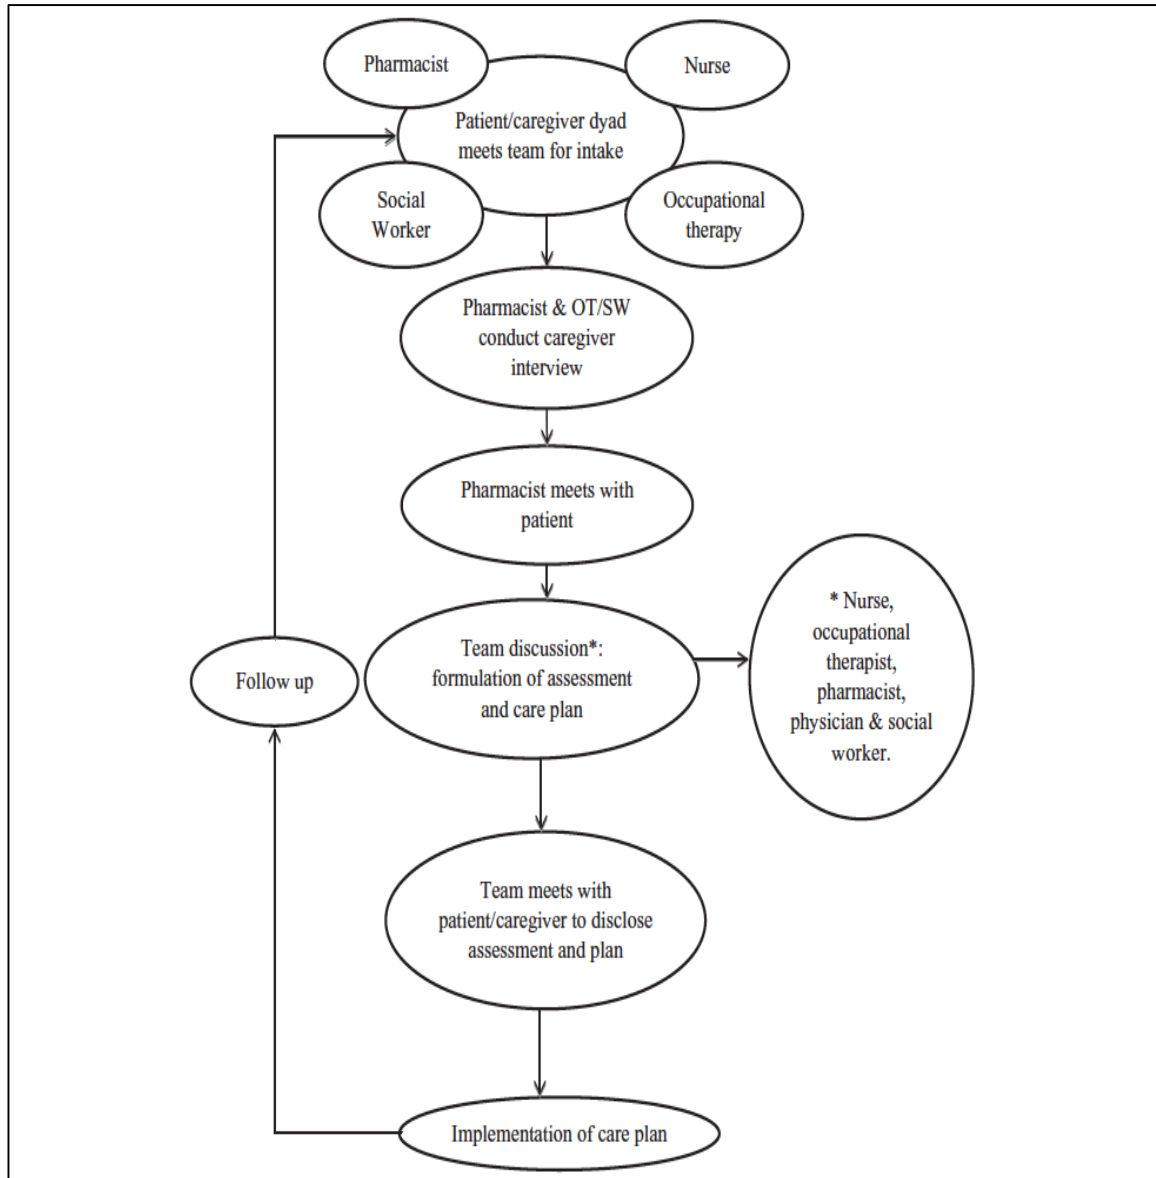 Pharmacist
Nurse
Patient/caregiver dyad
meets team for intake
Social
Worker
Occupational
therapy
Pharmacist & OT/SW
conduct caregiver
interview
Pharmacist meets with
patient
Team discussion*:
formulation of assessment
and care plan
* Nurse,
occupational
therapist,
pharmacist,
physician & social
worker.
Follow up
Team meets with
patient/caregiver to disclose
assessment and plan
Implementation of care plan